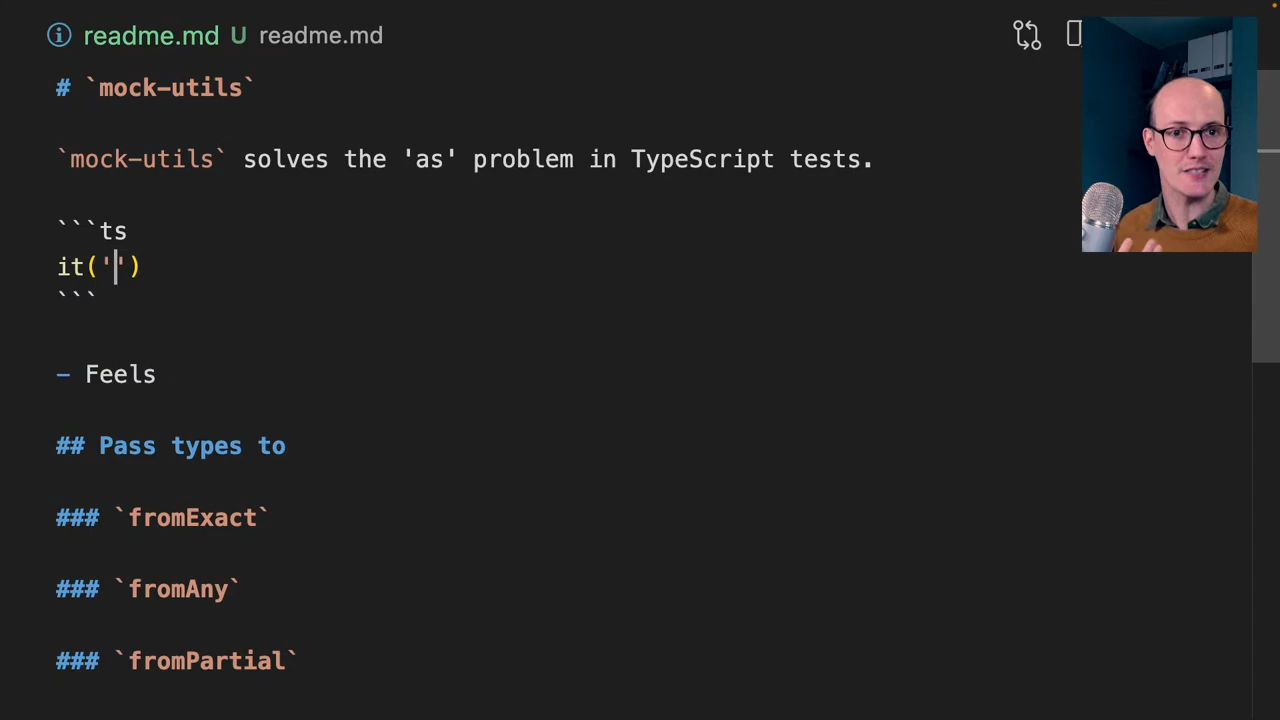 readme.md U readme.md
# `mock-utils`
`mock-utils` solves the 'as' problem in TypeScript tests.
```ts
it('')
```
- Feels
## Pass types to
### `fromExact`
### `fromAny`
### `fromPartial`